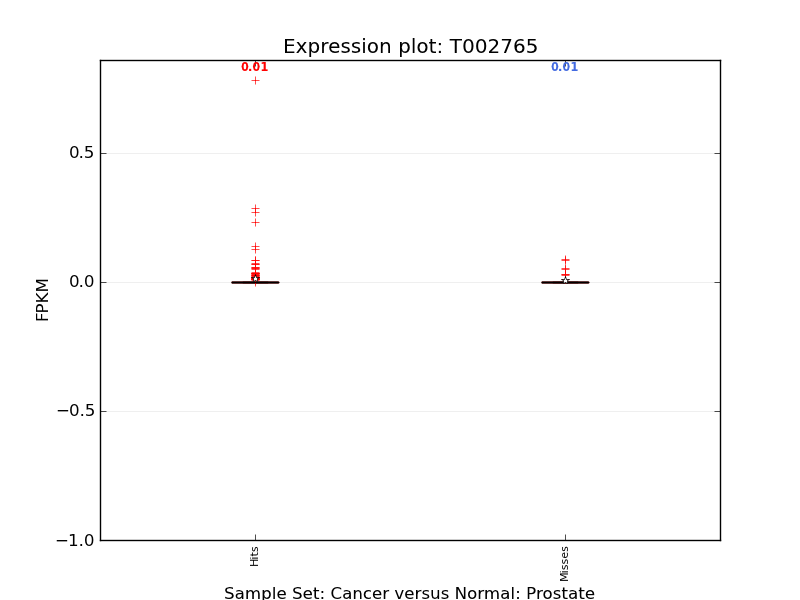 Expression plot: T002765
0.01
0.01
0.5
0.0
−0.5
−1.0
FPKM
Hits
Misses
Sample Set: Cancer versus Normal: Prostate